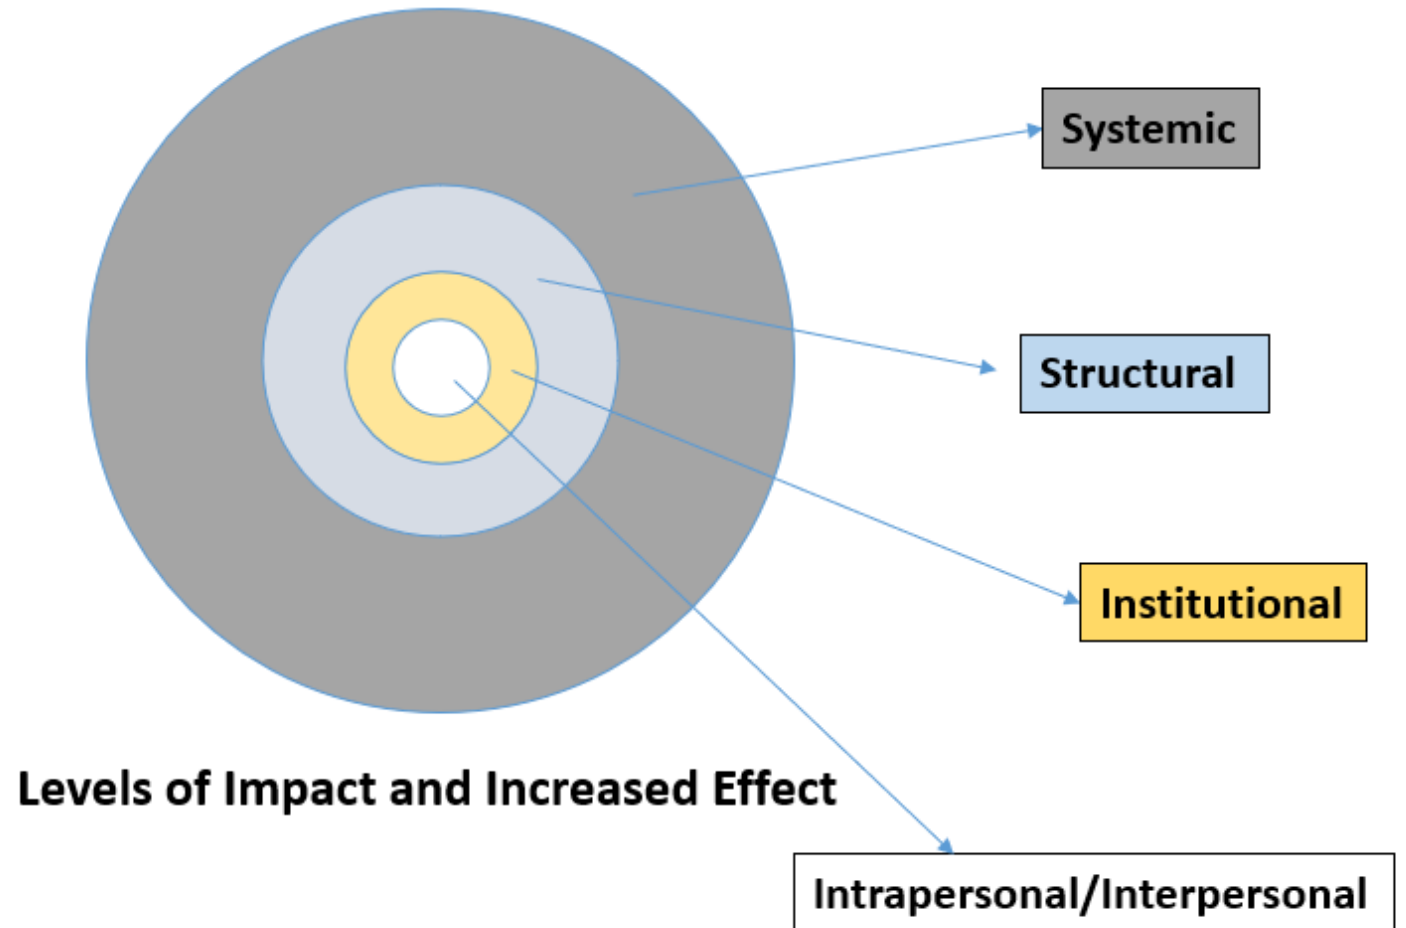 Systemic
Structural
Institutional
Levels of Impact and Increased Effect
Intrapersonal/Interpersonal